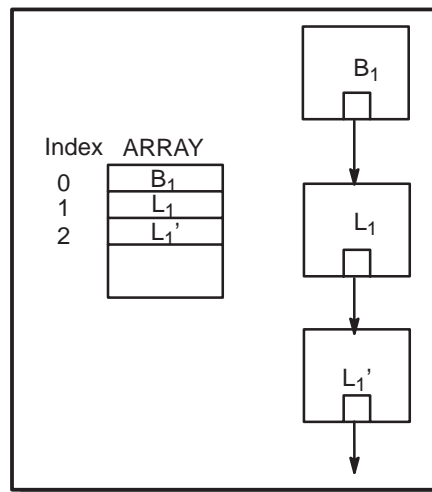 Index ARRAY
0 B₁
1 L₁
2 L₁’
B₁
L₁
L₁’